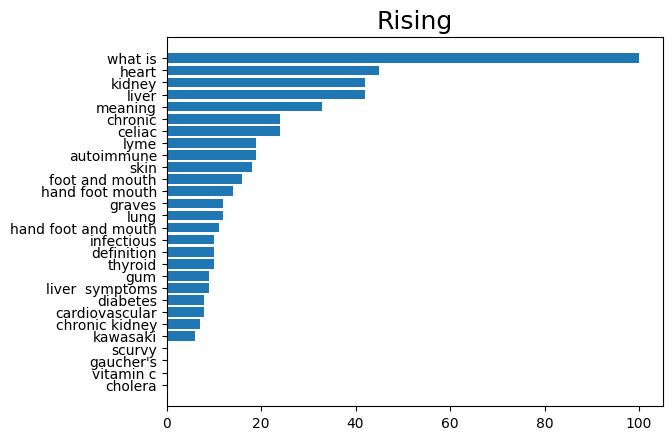 Rising
what is
heart
kidney
liver
meaning
chronic
celiac
lyme
autoimmune
skin
foot and mouth
hand foot mouth
graves
lung
hand foot and mouth
infectious
definition
thyroid
gum
liver  symptoms
diabetes
cardiovascular
chronic kidney
kawasaki
scurvy
gaucher's
vitamin c
cholera
0 20 40 60 80 100